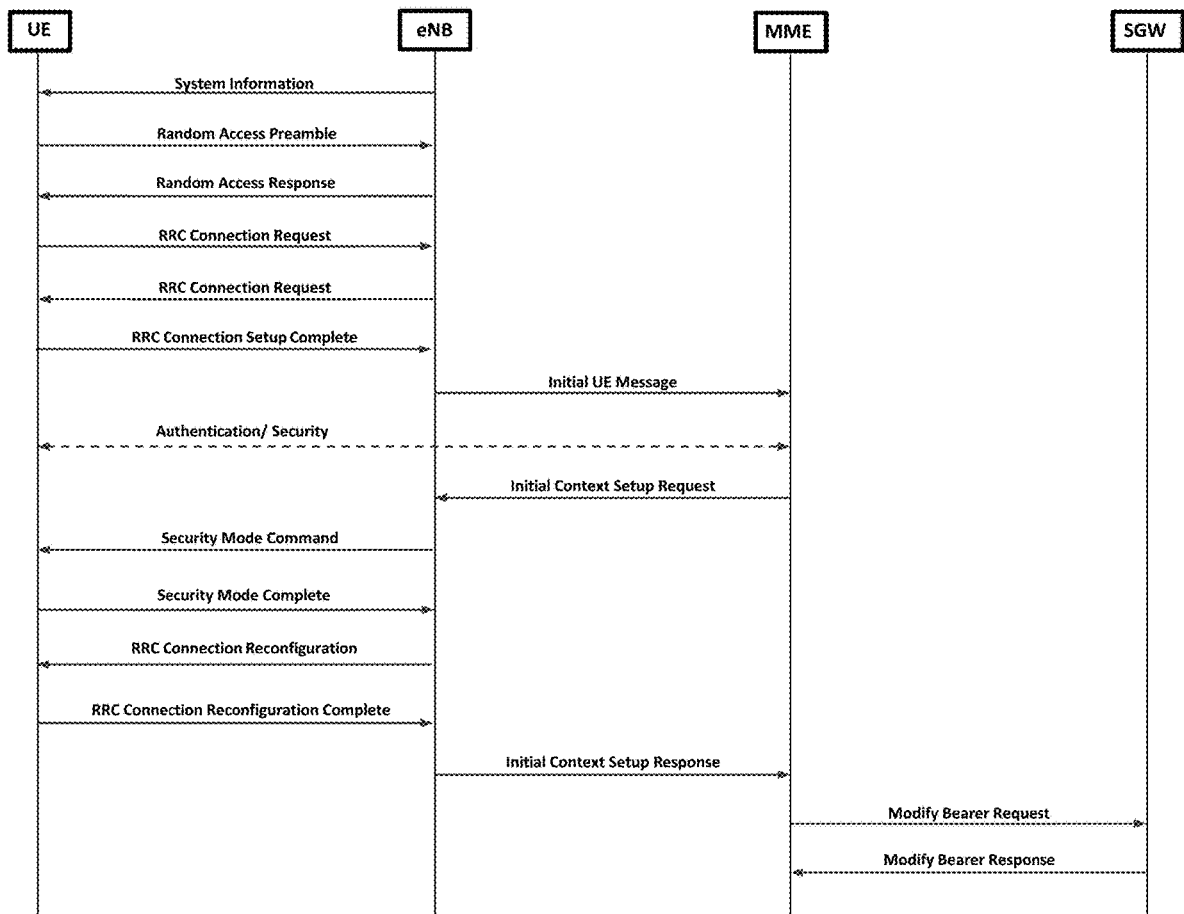 UE
eNB
MME
SGW
System Information
Random Access Preamble
Random Access Response
RRC Connection Request
RRC Connection Request
RRC Connection Setup Complete
Initial UE Message
Authentication/ Security
Initial Context Setup Request
Security Mode Command
Security Mode Complete
RRC Connection Reconfiguration
RRC Connection Reconfiguration Complete
Initial Context Setup Response
Modify Bearer Request
Modify Bearer Response